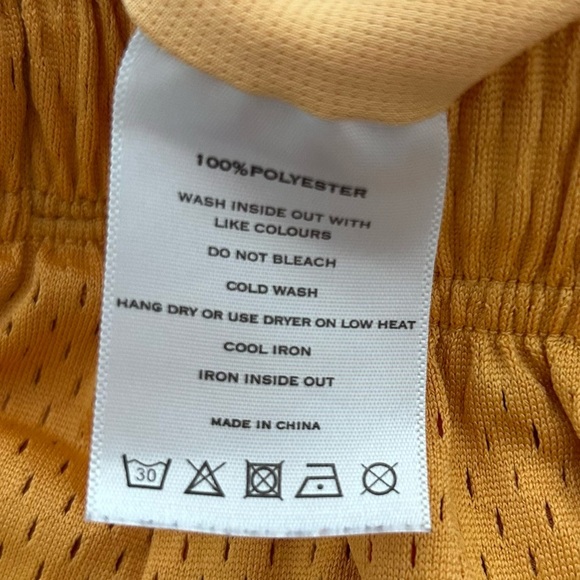 100%POLYESTER
WASH INSIDE OUT WITH
LIKE COLOURS
DO NOT BLEACH
COLD WASH
HANG DRY OR USE DRYER ON LOW HEAT
COOL IRON
IRON INSIDE OUT
MADE IN CHINA
30